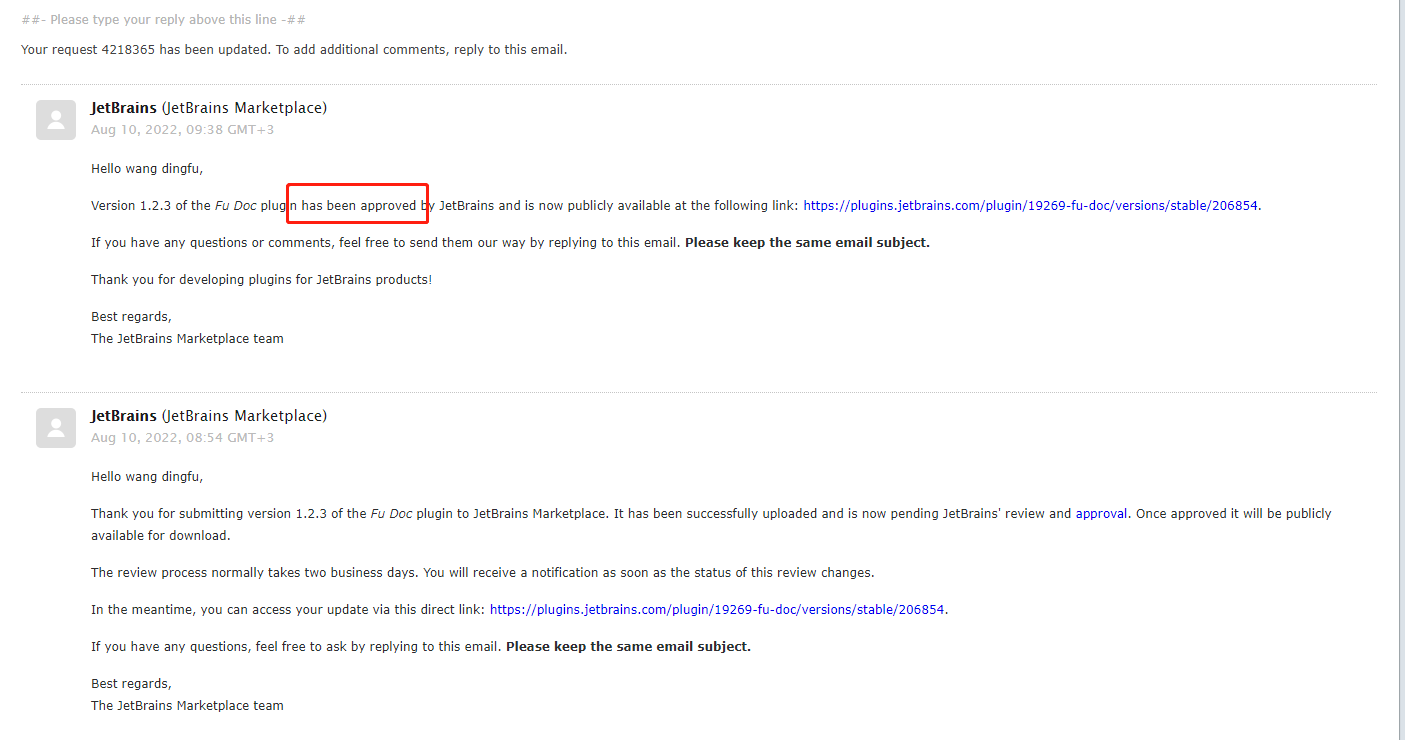 ##- Please type your reply above this line -##
Your request 4218365 has been updated. To add additional comments, reply to this email.
JetBrains (JetBrains Marketplace)
Aug 10, 2022, 09:38 GMT+3
Hello wang dingfu,
Version 1.2.3 of the Fu Doc plugin has been approved by JetBrains and is now publicly available at the following link: https://plugins.jetbrains.com/plugin/19269-fu-doc/versions/stable/206854.
If you have any questions or comments, feel free to send them our way by replying to this email. Please keep the same email subject.
Thank you for developing plugins for JetBrains products!
Best regards,
The JetBrains Marketplace team
JetBrains (JetBrains Marketplace)
Aug 10, 2022, 08:54 GMT+3
Hello wang dingfu,
Thank you for submitting version 1.2.3 of the Fu Doc plugin to JetBrains Marketplace. It has been successfully uploaded and is now pending JetBrains' review and approval. Once approved it will be publicly
available for download.
The review process normally takes two business days. You will receive a notification as soon as the status of this review changes.
In the meantime, you can access your update via this direct link: https://plugins.jetbrains.com/plugin/19269-fu-doc/versions/stable/206854.
If you have any questions, feel free to ask by replying to this email. Please keep the same email subject.
Best regards,
The JetBrains Marketplace team